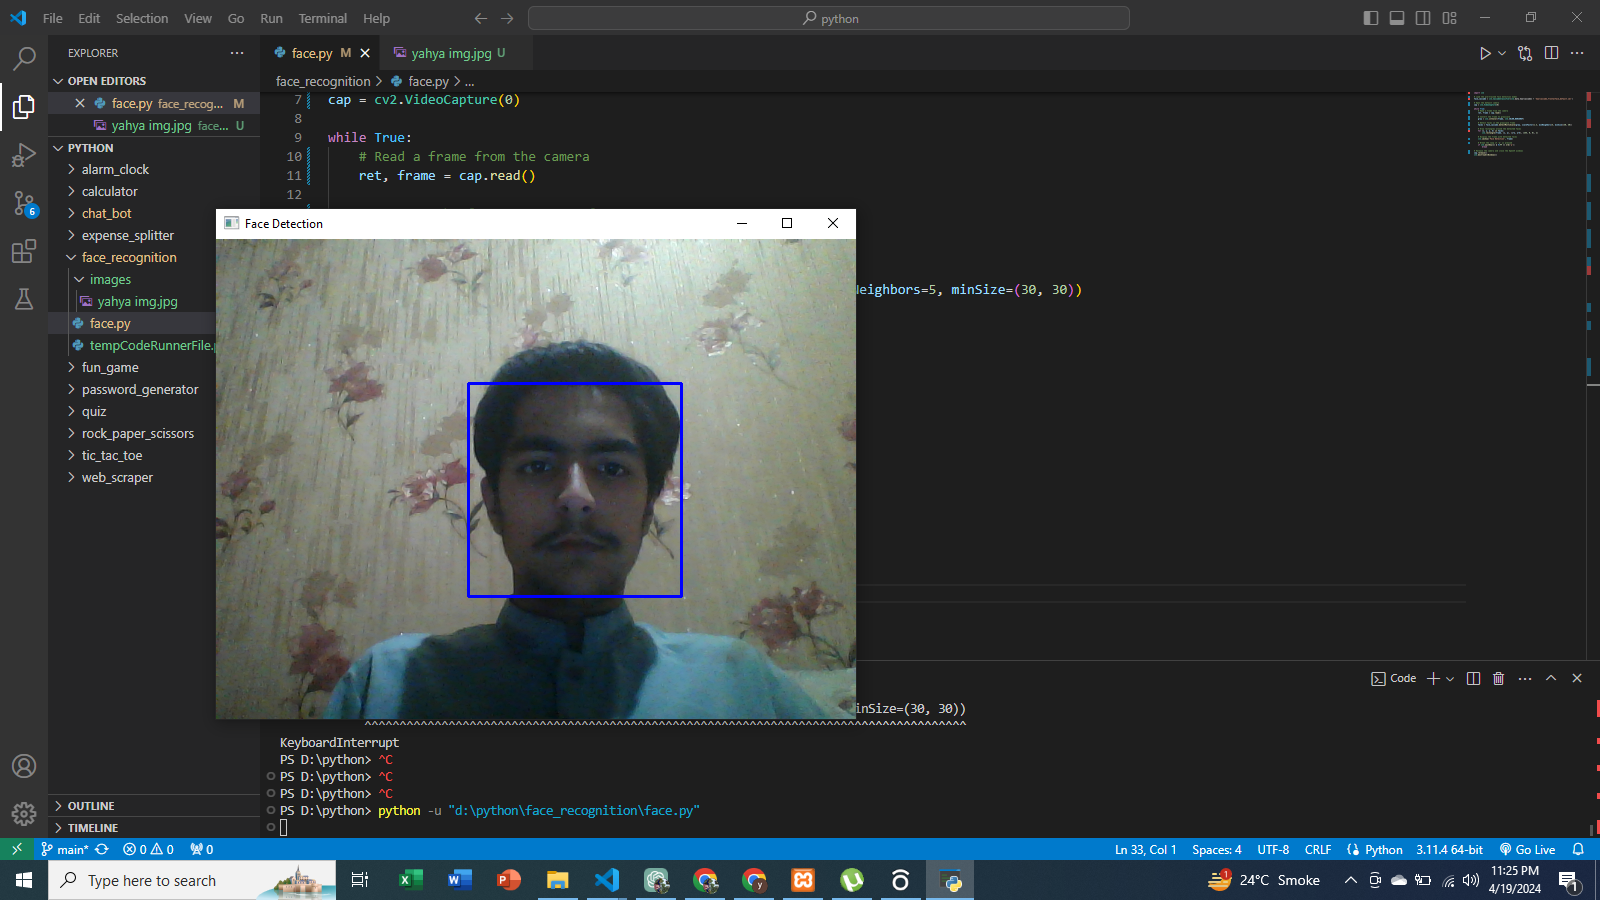 File Edit Selection View Go Run Terminal Help
python
EXPLORER
OPEN EDITORS
face.py face_recog... M
yahya img.jpg face... U
PYTHON
alarm_clock
calculator
chat_bot
expense_splitter
face_recognition
images
yahya img.jpg
face.py
tempCodeRunnerFile.p
fun_game
password_generator
quiz
rock_paper_scissors
tic_tac_toe
web_scraper
OUTLINE
TIMELINE
6
face.py M
yahya img.jpg U
face_recognition > face.py > ...
7 cap = cv2.VideoCapture(0)
8
9 while True:
10 # Read a frame from the camera
11 ret, frame = cap.read()
12
Face Detection
Neighbors=5, minSize=(30, 30))
Code
inSize=(30, 30))
^^^^^^^^^^^^^^^^^^^^^^^^^^^^^^^^^^^^^^^^^^^^^^^^^^^^^^^^^^^^^^^^^^^^^^^^^^^^^^^^^^^^^^
KeyboardInterrupt
PS D:\python> ^C
PS D:\python> ^C
PS D:\python> ^C
PS D:\python> python -u "d:\python\face_recognition\face.py"
main* 0 0 0
Ln 33, Col 1 Spaces: 4 UTF-8 CRLF Python 3.11.4 64-bit Go Live
Type here to search
24°C Smoke
11:25 PM
4/19/2024
1